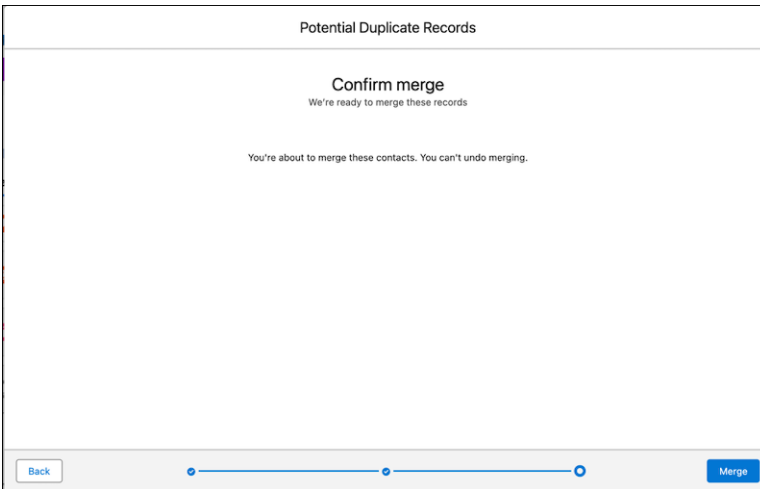 Potential Duplicate Records
Confirm merge
We're ready to merge these records
You're about to merge these contacts. You can't undo merging.
Back
Merge